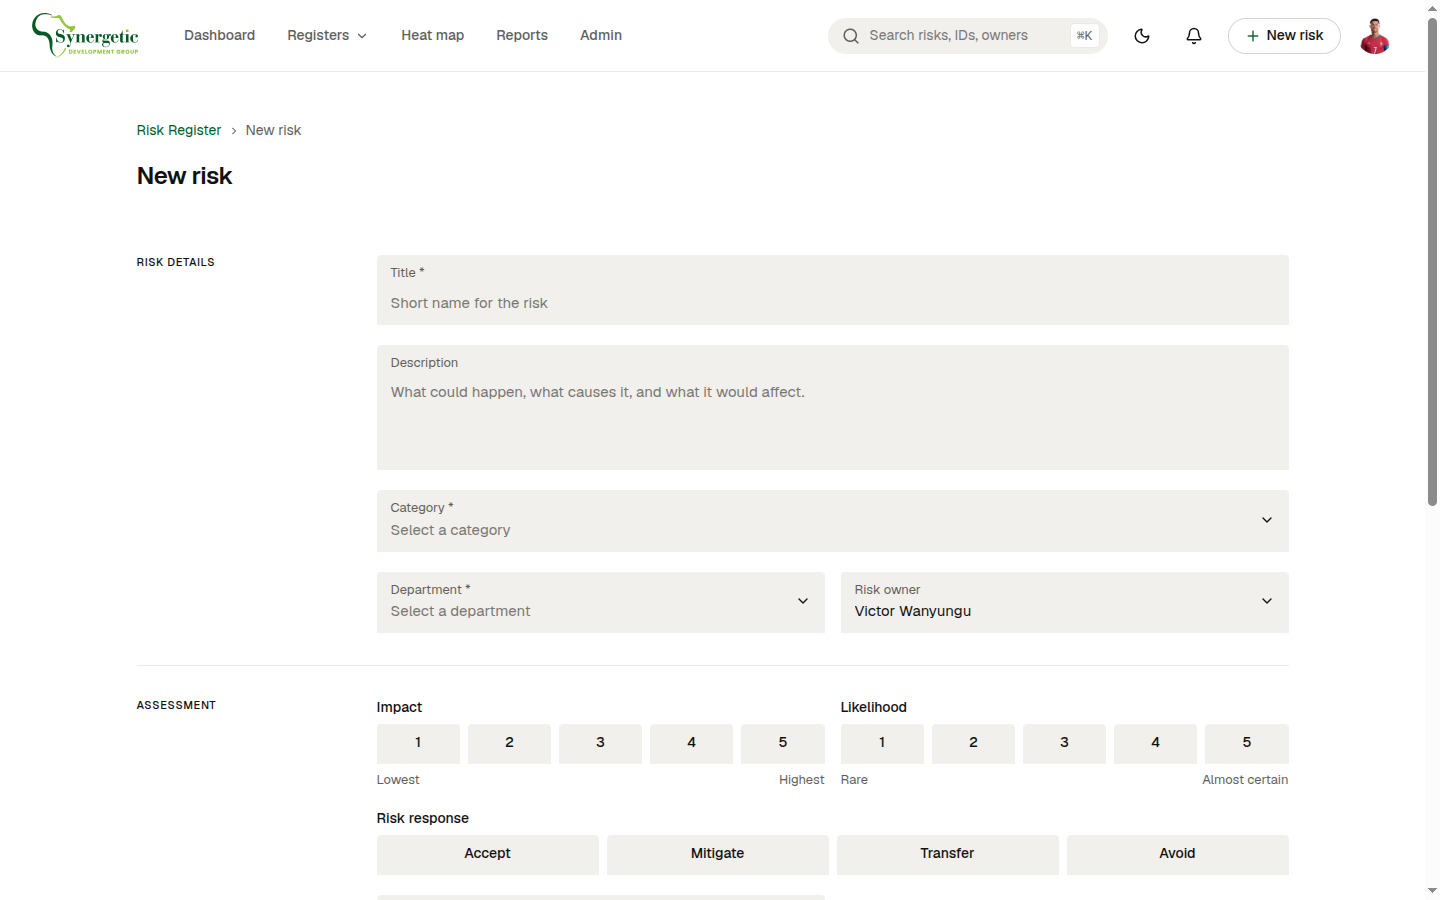 Synergetic
DEVELOPMENT GROUP
Dashboard
Registers
Heat map
Reports
Admin
Search risks, IDs, owners
⌘K
New risk
7
Risk Register > New risk
New risk
RISK DETAILS
Title *
Short name for the risk
Description
What could happen, what causes it, and what it would affect.
Category *
Select a category
Department *
Select a department
Risk owner
Victor Wanyungu
ASSESSMENT
Impact
1 2 3 4 5
Lowest Highest
Likelihood
1 2 3 4 5
Rare Almost certain
Risk response
Accept Mitigate Transfer Avoid